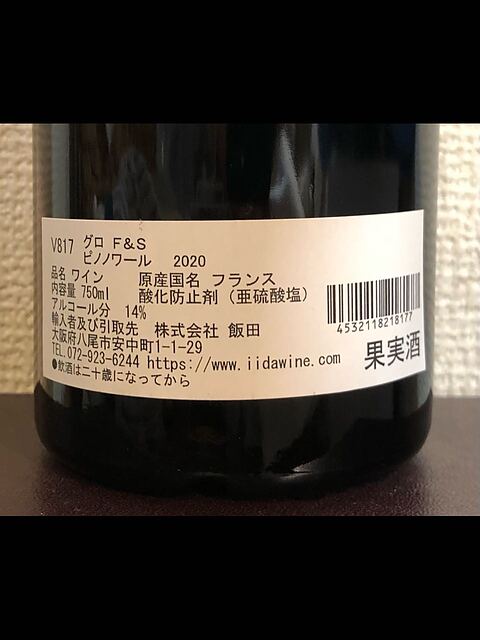 V817 グロ F&S
ピノノワール 2020
品名 ワイン 原産国名 フランス
内容量 750ml 酸化防止剤(亜硫酸塩)
アルコール分 14%
輸入者及び引取先 株式会社 飯田
大阪府八尾市安中町1-1-29
TEL.072-923-6244 https://www.iidawine.com
●飲酒は二十歳になってから
4532118218177
果実酒